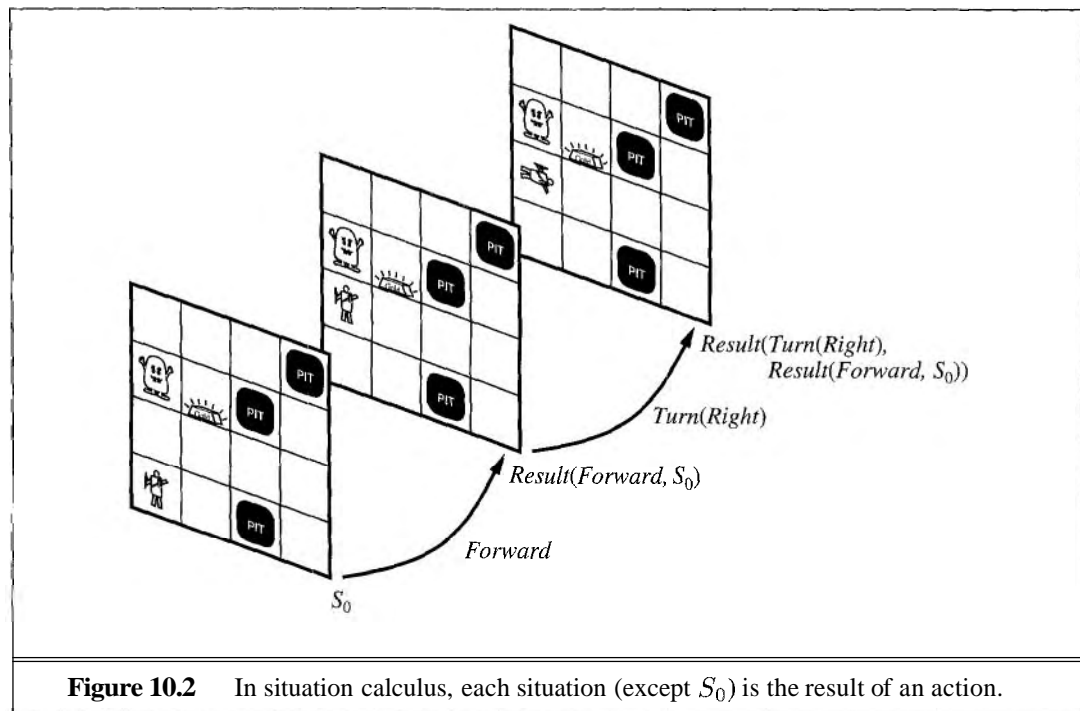 PIT
PIT
PIT
Result(Turn(Right),
Result(Forward, S₀))
Turn(Right)
PIT
PIT
PIT
Result(Forward, S₀)
Forward
PIT
PIT
PIT
S₀
Figure 10.2 In situation calculus, each situation (except S₀) is the result of an action.